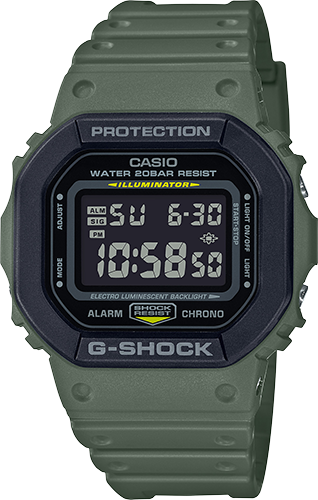 PROTECTION
CASIO
WATER 20BAR RESIST
ILLUMINATOR
ADJUST
MODE
ALM
SIG
PM
SU 6-30
10:58 50
LIGHT ON/OFF
START·STOP
LIGHT
ELECTRO LUMINESCENT BACKLIGHT
ALARM SHOCK RESIST CHRONO
G-SHOCK